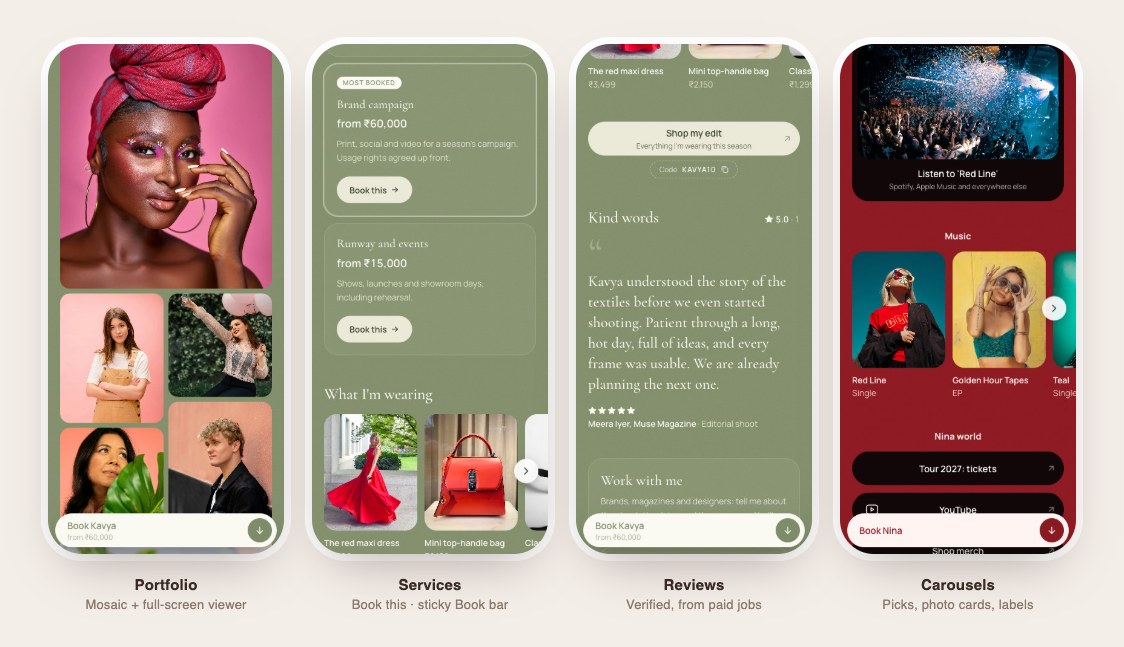 Book Kavya
from ₹60,000
Portfolio
Mosaic + full-screen viewer
MOST BOOKED
Brand campaign
from ₹60,000
Print, social and video for a season's campaign.
Usage rights agreed up front.
Book this →
Runway and events
from ₹15,000
Shows, launches and showroom days,
including rehearsal.
Book this →
What I'm wearing
The red maxi dress
Mini top-handle bag
Services
Book this · sticky Book bar
The red maxi dress
₹3,499
Mini top-handle bag
₹2,150
Clas
₹1,29
Shop my edit
Everything I'm wearing this season
Code KAVYA10
Kind words
★ 5.0 · 1
“
Kavya understood the story of the
textiles before we even started
shooting. Patient through a long,
hot day, full of ideas, and every
frame was usable. We are already
planning the next one.
★★★★★
Meera Iyer, Muse Magazine · Editorial shoot
Work with me
Brands, magazines and designers: tell me about
Book Kavya
from ₹60,000
Reviews
Verified, from paid jobs
Listen to 'Red Line'
Spotify, Apple Music and everywhere else
Music
Red Line
Single
Golden Hour Tapes
EP
Teal
Single
Nina world
Tour 2027: tickets
YouTube
Book Nina
Shop merch
Carousels
Picks, photo cards, labels